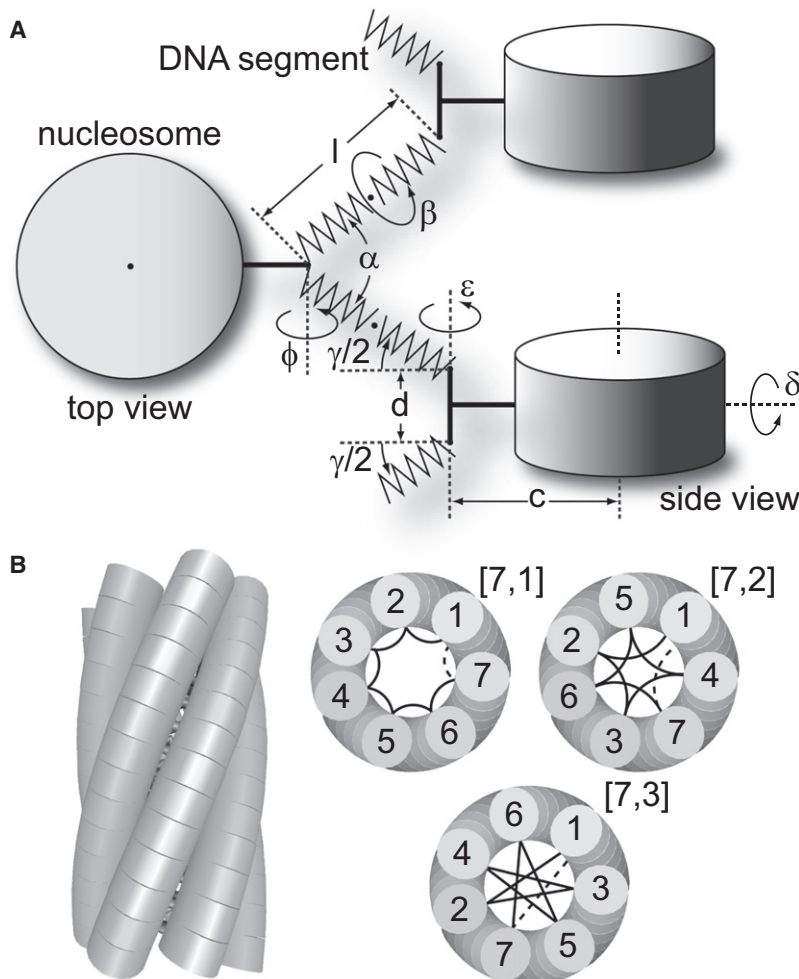 A
DNA segment
nucleosome
l
β
α
ε
ϕ
γ/2
d
δ
top view
γ/2
c
side view
B
[7,1]
2
1
3
7
4
5
6
[7,2]
5
1
2
4
6
3
7
[7,3]
6
1
4
3
2
7
5